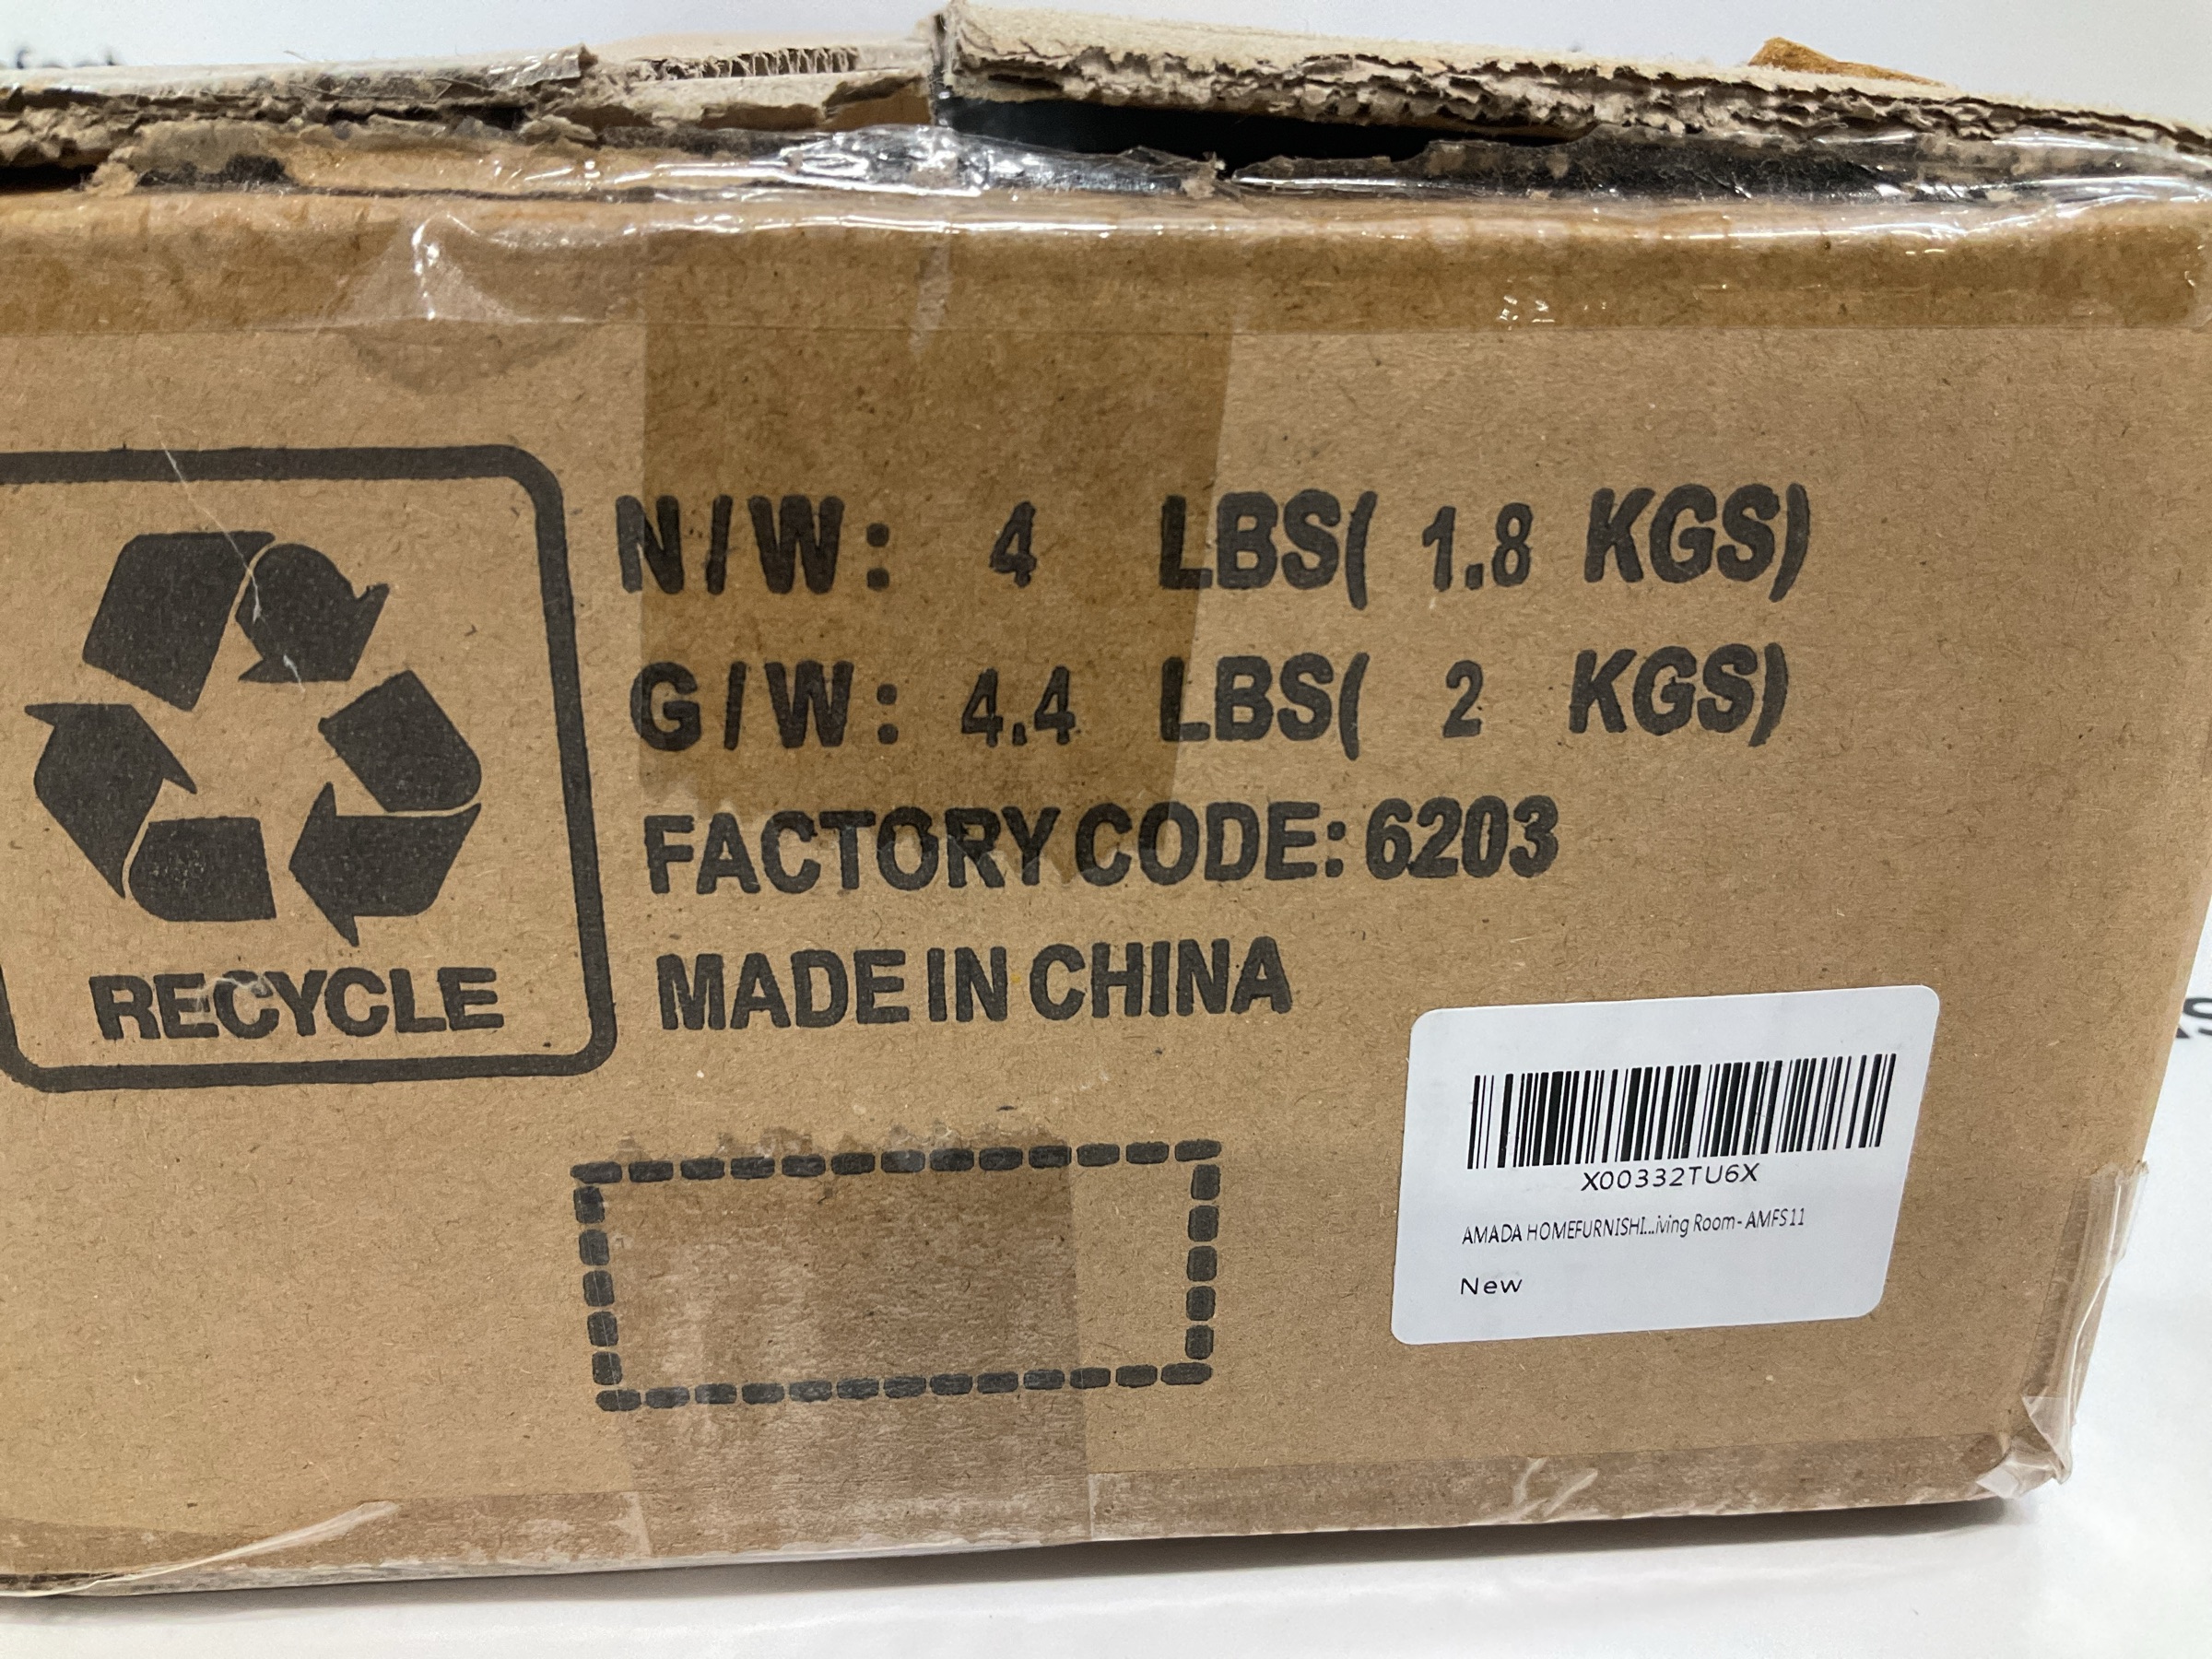 N/W: 4 LBS( 1.8 KGS)
G/W: 4.4 LBS( 2 KGS)
FACTORY CODE: 6203
MADE IN CHINA
RECYCLE
X00332TU6X
AMADA HOMEFURNISHI...iving Room- AMFS11
New